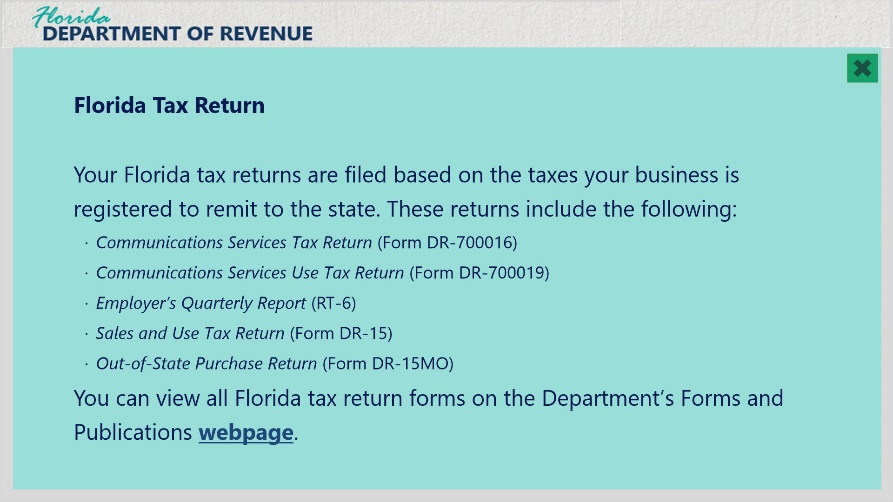 Florida
DEPARTMENT OF REVENUE
Florida Tax Return
Your Florida tax returns are filed based on the taxes your business is
registered to remit to the state. These returns include the following:
· Communications Services Tax Return (Form DR-700016)
· Communications Services Use Tax Return (Form DR-700019)
· Employer's Quarterly Report (RT-6)
· Sales and Use Tax Return (Form DR-15)
· Out-of-State Purchase Return (Form DR-15MO)
You can view all Florida tax return forms on the Department's Forms and
Publications webpage.